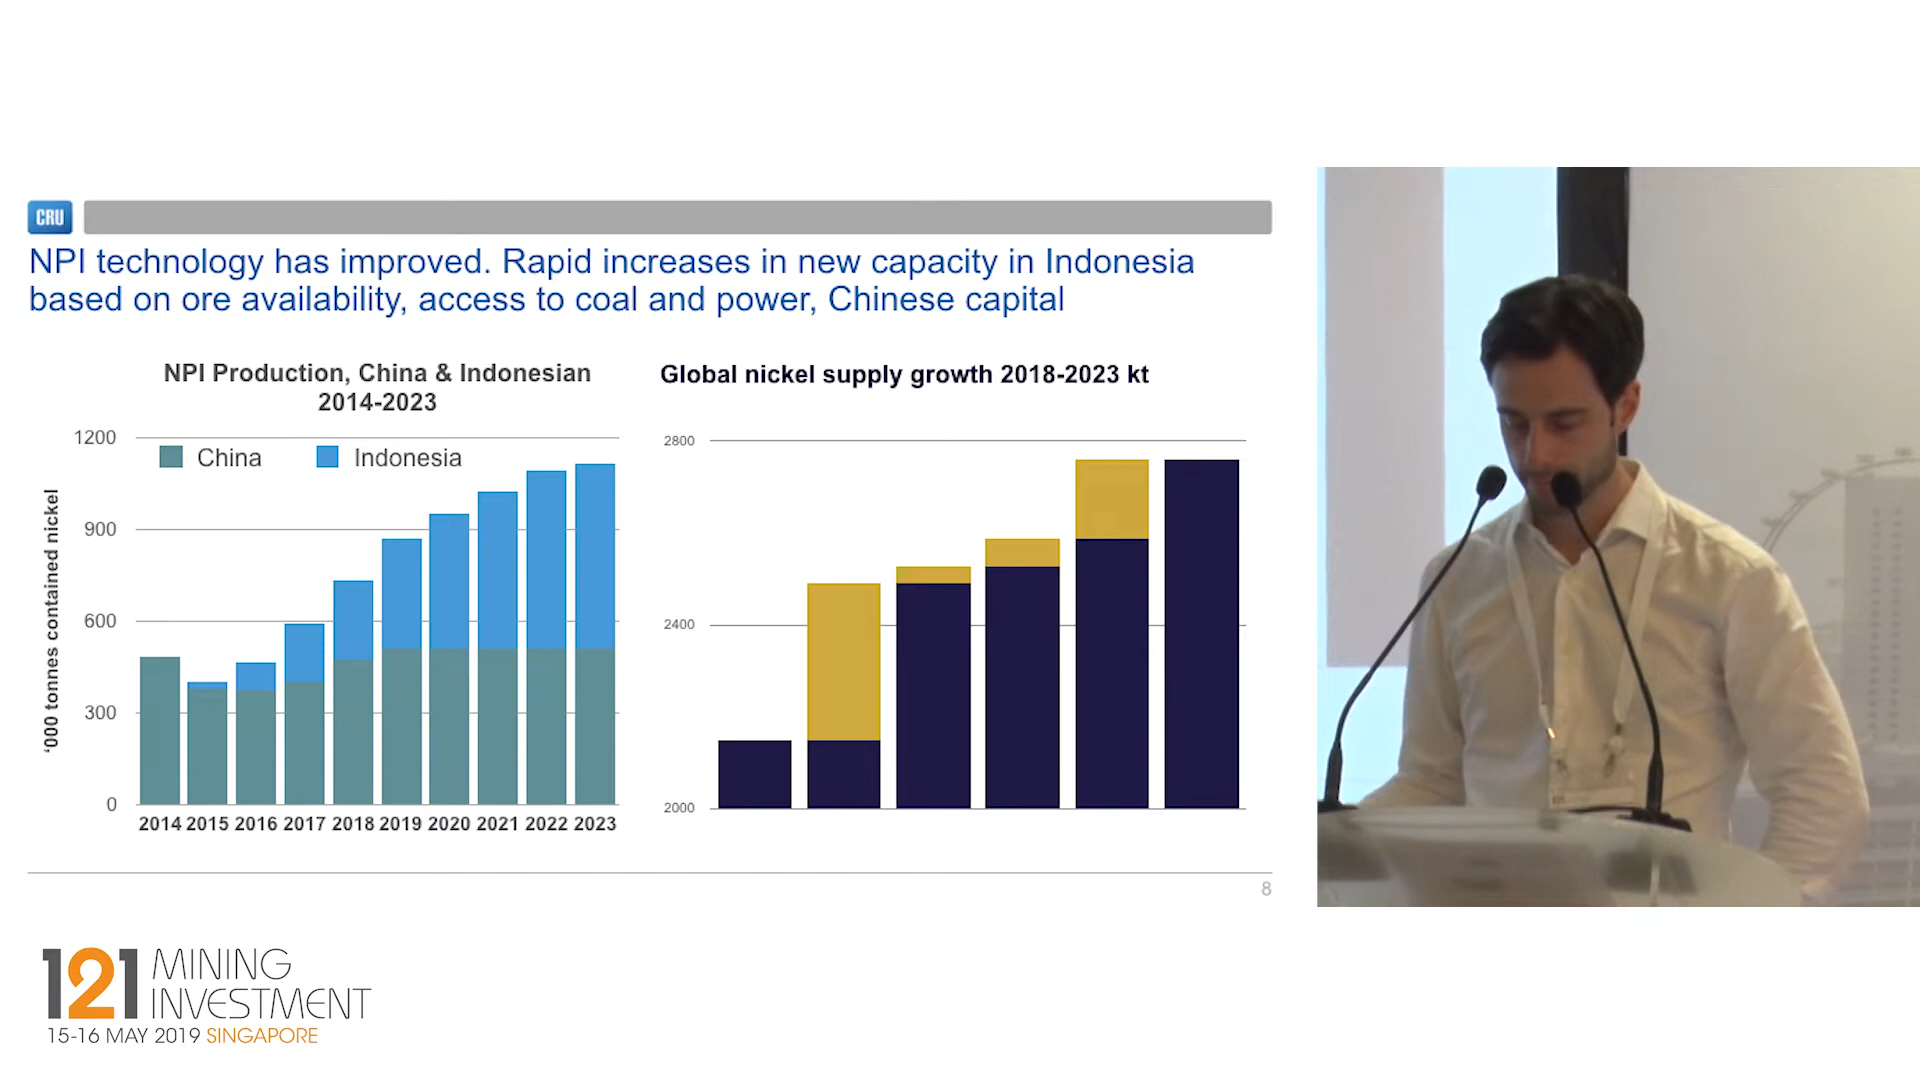 CRU
NPI technology has improved. Rapid increases in new capacity in Indonesia
based on ore availability, access to coal and power, Chinese capital
NPI Production, China & Indonesian
2014-2023
'000 tonnes contained nickel
1200
900
600
300
0
China
Indonesia
2014 2015 2016 2017 2018 2019 2020 2021 2022 2023
Global nickel supply growth 2018-2023 kt
2800
2400
2000
8
121 MINING
INVESTMENT
15-16 MAY 2019 SINGAPORE